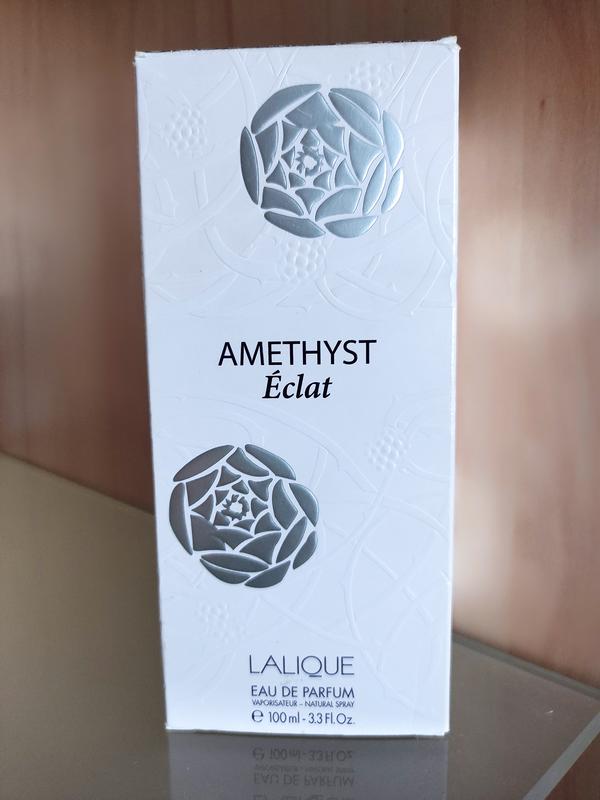 AMETHYST
Éclat
LALIQUE
EAU DE PARFUM
VAPORISATEUR – NATURAL SPRAY
℮ 100 ml - 3.3 Fl. Oz.